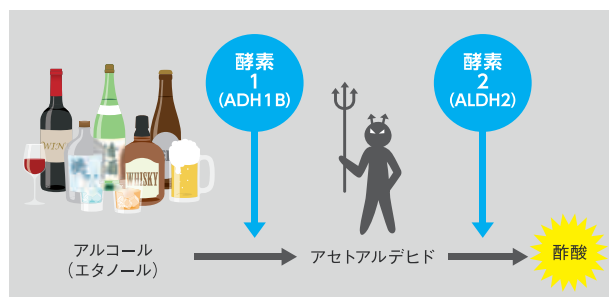 酵素
1
(ADH1B)
酵素
2
(ALDH2)
WINE
WHISKY
アルコール
(エタノール)
アセトアルデヒド
酢酸